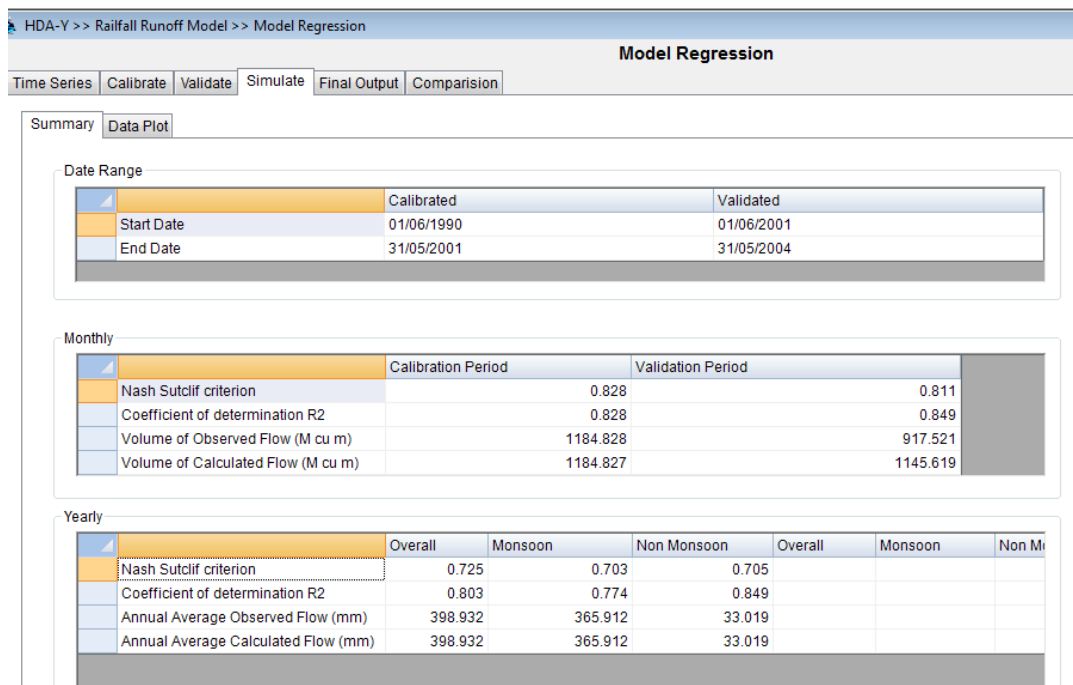 HDA-Y >> Railfall Runoff Model >> Model Regression
Model Regression
Time Series Calibrate Validate Simulate Final Output Comparision
Summary Data Plot
Date Range
Calibrated Validated
Start Date 01/06/1990 01/06/2001
End Date 31/05/2001 31/05/2004
Monthly
Calibration Period Validation Period
Nash Sutclif criterion 0.828 0.811
Coefficient of determination R2 0.828 0.849
Volume of Observed Flow (M cu m) 1184.828 917.521
Volume of Calculated Flow (M cu m) 1184.827 1145.619
Yearly
Overall Monsoon Non Monsoon Overall Monsoon Non
Nash Sutclif criterion 0.725 0.703 0.705
Coefficient of determination R2 0.803 0.774 0.849
Annual Average Observed Flow (mm) 398.932 365.912 33.019
Annual Average Calculated Flow (mm) 398.932 365.912 33.019